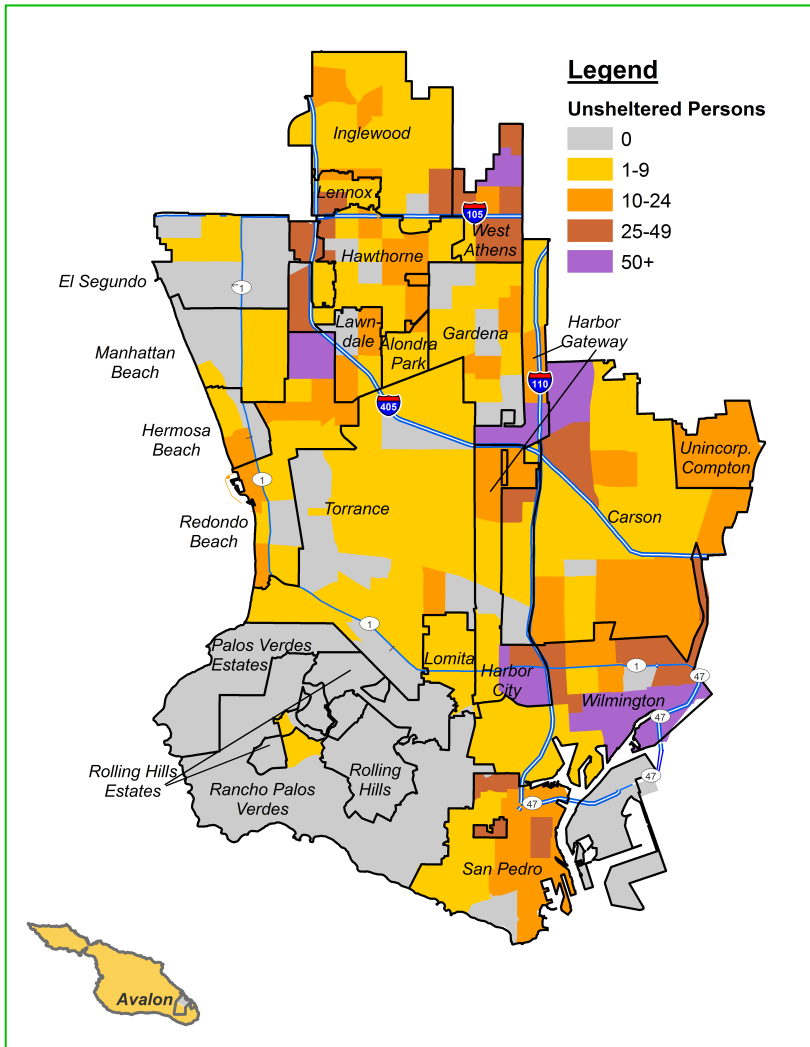 Legend
Unsheltered Persons
0
1-9
10-24
25-49
50+
Inglewood
Lennox
105
West
Athens
Hawthorne
El Segundo
1
Harbor
Gateway
Lawn-
dale
Alondra
Park
Gardena
Manhattan
Beach
110
405
Hermosa
Beach
Unincorp.
Compton
1
Torrance
Carson
Redondo
Beach
1
Palos Verdes
Estates
Lomita
Harbor
City
1
47
Wilmington
47
Rolling Hills
Estates
Rancho Palos
Verdes
Rolling
Hills
47
47
San Pedro
Avalon